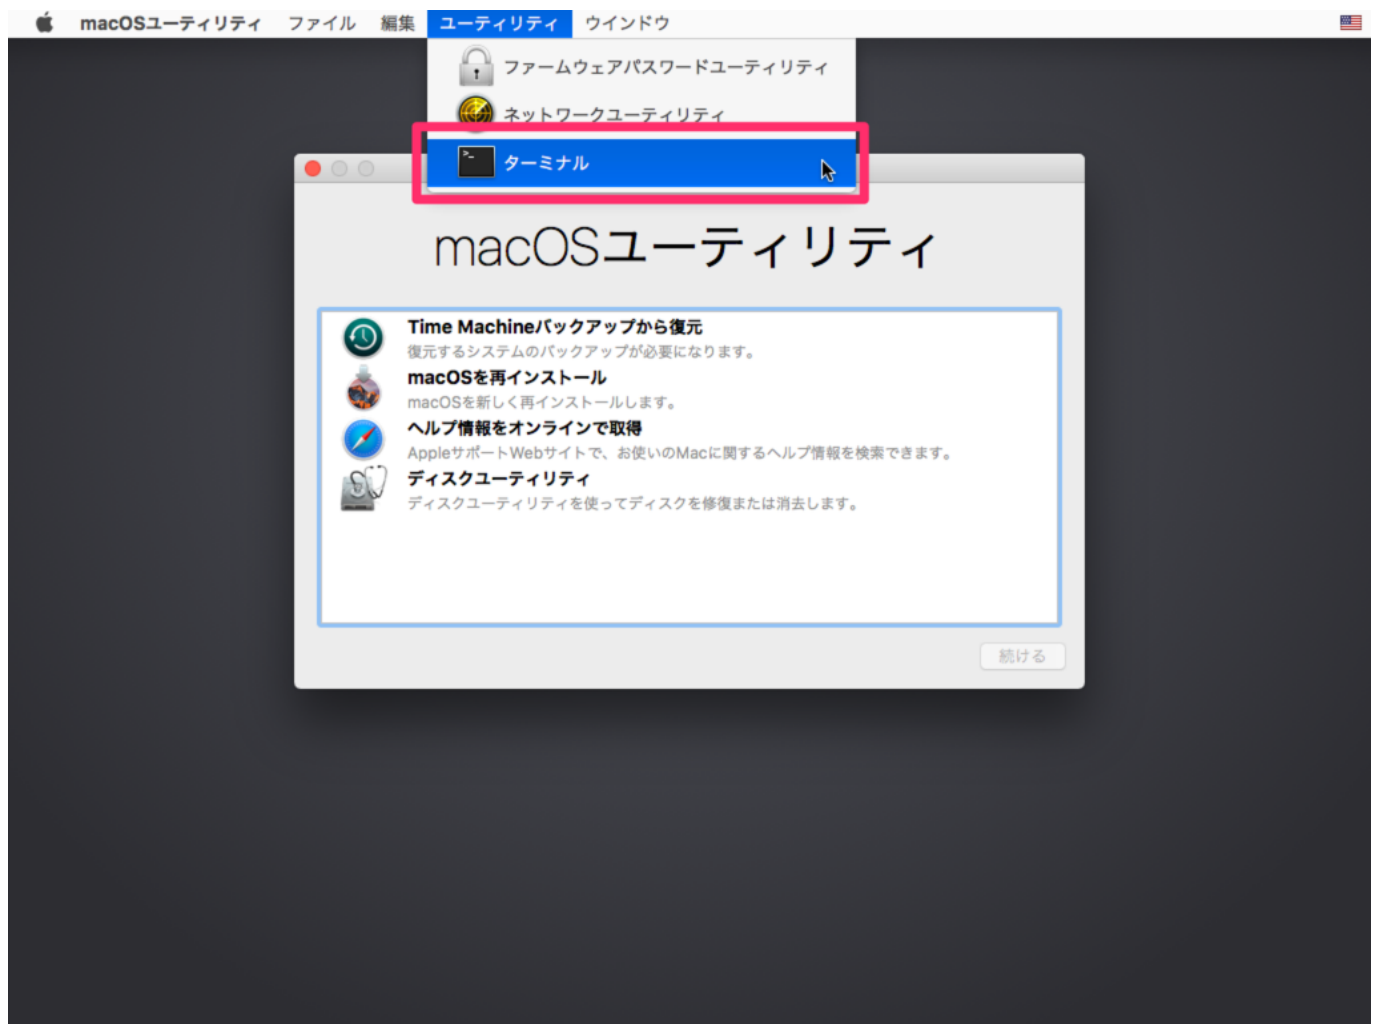 macOSユーティリティ ファイル 編集 ユーティリティ ウインドウ
ファームウェアパスワードユーティリティ
ネットワークユーティリティ
>_ ターミナル
macOSユーティリティ
Time Machineバックアップから復元
復元するシステムのバックアップが必要になります。
macOSを再インストール
macOSを新しく再インストールします。
ヘルプ情報をオンラインで取得
AppleサポートWebサイトで、お使いのMacに関するヘルプ情報を検索できます。
ディスクユーティリティ
ディスクユーティリティを使ってディスクを修復または消去します。
続ける